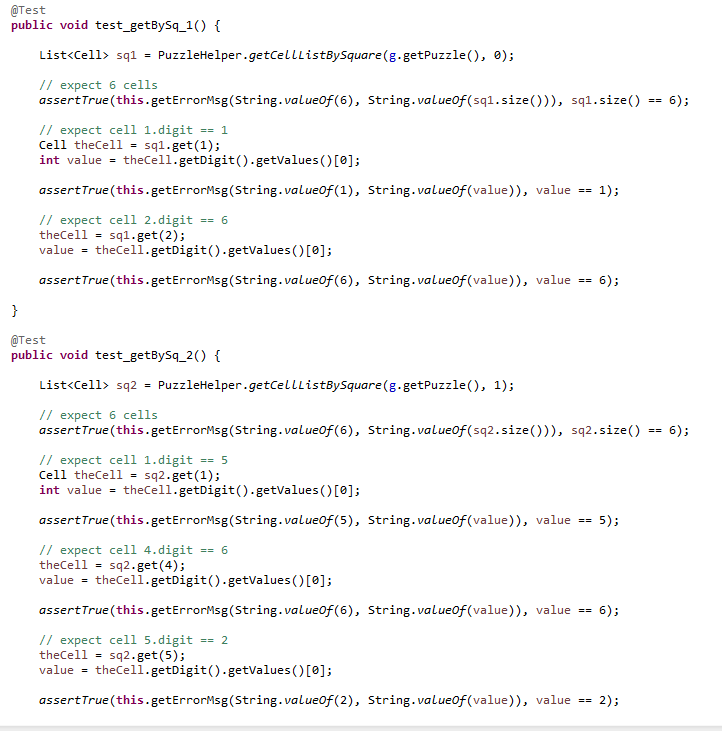 @Test
public void test_getBySq_1() {
List<Cell> sq1 = PuzzleHelper.getCellListBySquare(g.getPuzzle(), 0);
// expect 6 cells
assertTrue(this.getErrorMsg(String.valueOf(6), String.valueOf(sq1.size())), sq1.size() == 6);
// expect cell 1.digit == 1
Cell theCell = sq1.get(1);
int value = theCell.getDigit().getValues()[0];
assertTrue(this.getErrorMsg(String.valueOf(1), String.valueOf(value)), value == 1);
// expect cell 2.digit == 6
theCell = sq1.get(2);
value = theCell.getDigit().getValues()[0];
assertTrue(this.getErrorMsg(String.valueOf(6), String.valueOf(value)), value == 6);
}
@Test
public void test_getBySq_2() {
List<Cell> sq2 = PuzzleHelper.getCellListBySquare(g.getPuzzle(), 1);
// expect 6 cells
assertTrue(this.getErrorMsg(String.valueOf(6), String.valueOf(sq2.size())), sq2.size() == 6);
// expect cell 1.digit == 5
Cell theCell = sq2.get(1);
int value = theCell.getDigit().getValues()[0];
assertTrue(this.getErrorMsg(String.valueOf(5), String.valueOf(value)), value == 5);
// expect cell 4.digit == 6
theCell = sq2.get(4);
value = theCell.getDigit().getValues()[0];
assertTrue(this.getErrorMsg(String.valueOf(6), String.valueOf(value)), value == 6);
// expect cell 5.digit == 2
theCell = sq2.get(5);
value = theCell.getDigit().getValues()[0];
assertTrue(this.getErrorMsg(String.valueOf(2), String.valueOf(value)), value == 2);